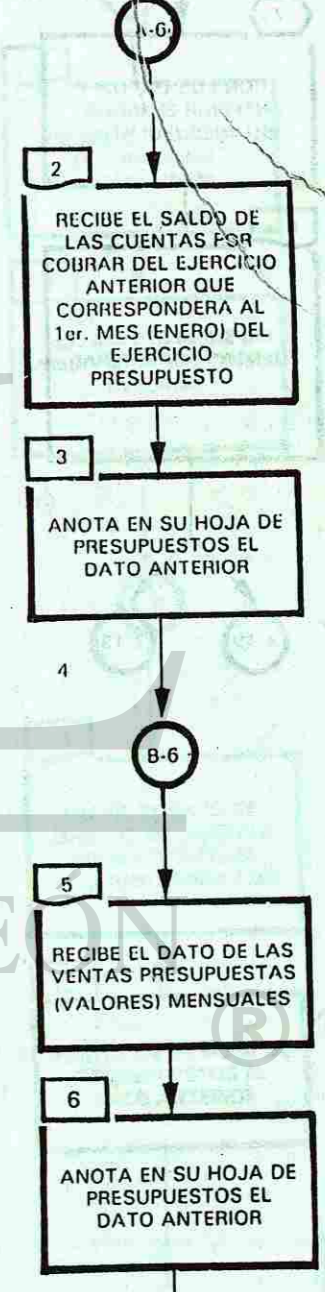 A-6
2
RECIBE EL SALDO DE
LAS CUENTAS POR
COBRAR DEL EJERCICIO
ANTERIOR QUE
CORRESPONDERA AL
1er. MES (ENERO) DEL
EJERCICIO
PRESUPUESTO
3
ANOTA EN SU HOJA DE
PRESUPUESTOS EL
DATO ANTERIOR
4
B-6
5
RECIBE EL DATO DE LAS
VENTAS PRESUPUESTAS
(VALORES) MENSUALES
EÓN
®
6
ANOTA EN SU HOJA DE
PRESUPUESTOS EL
DATO ANTERIOR